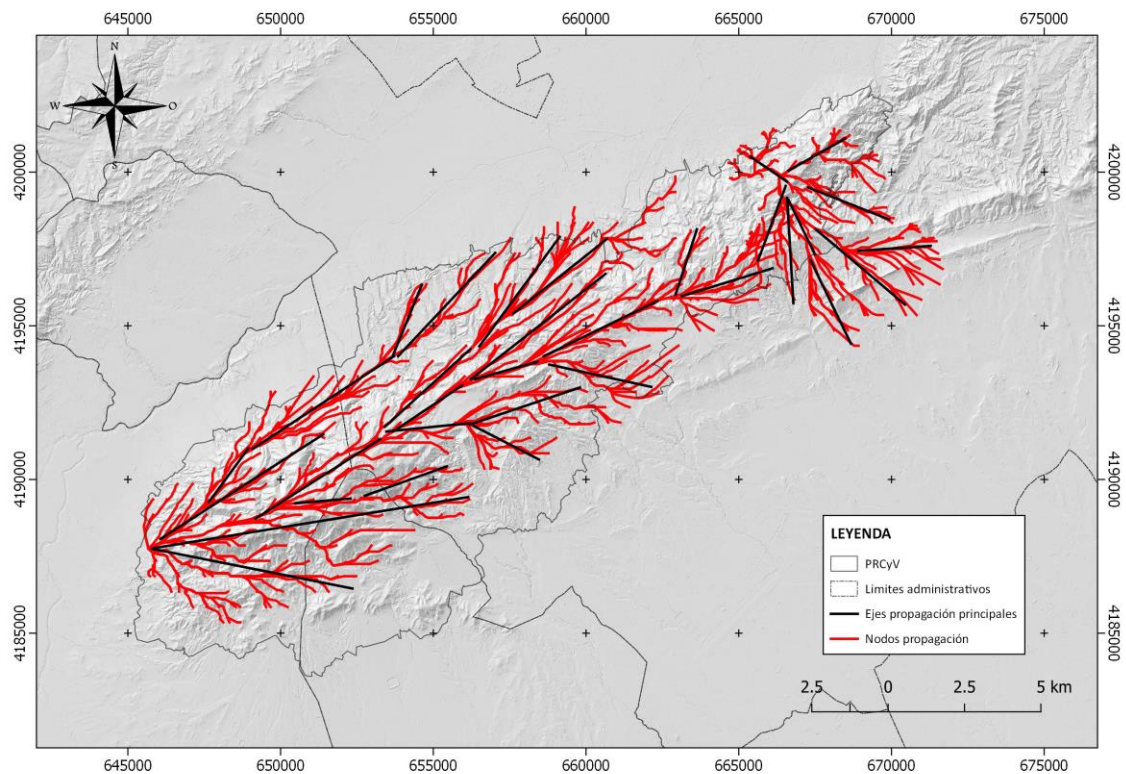 645000 650000 655000 660000 665000 670000 675000
N
W O
S
4200000 4200000
4195000 4195000
4190000 4190000
4185000 4185000
LEYENDA
PRCyV
Límites administrativos
Ejes propagación principales
Nodos propagación
2.5 0 2.5 5 km
645000 650000 655000 660000 665000 670000 675000